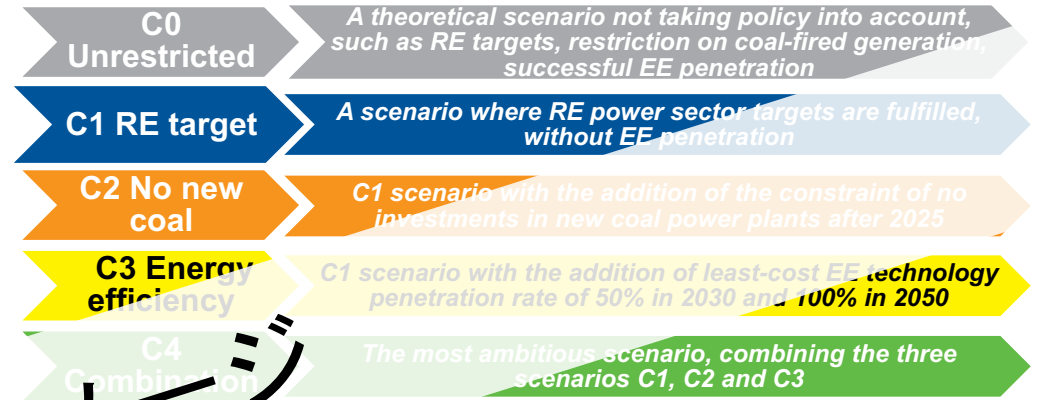 C0
Unrestricted
A theoretical scenario not taking policy into account,
such as RE targets, restriction on coal-fired generation,
successful EE penetration
C1 RE target
A scenario where RE power sector targets are fulfilled,
without EE penetration
C2 No new
coal
C1 scenario with the addition of the constraint of no
investments in new coal power plants after 2025
C3 Energy
efficiency
C1 scenario with the addition of least-cost EE technology
penetration rate of 50% in 2030 and 100% in 2050
C4
Combination
The most ambitious scenario, combining the three
scenarios C1, C2 and C3